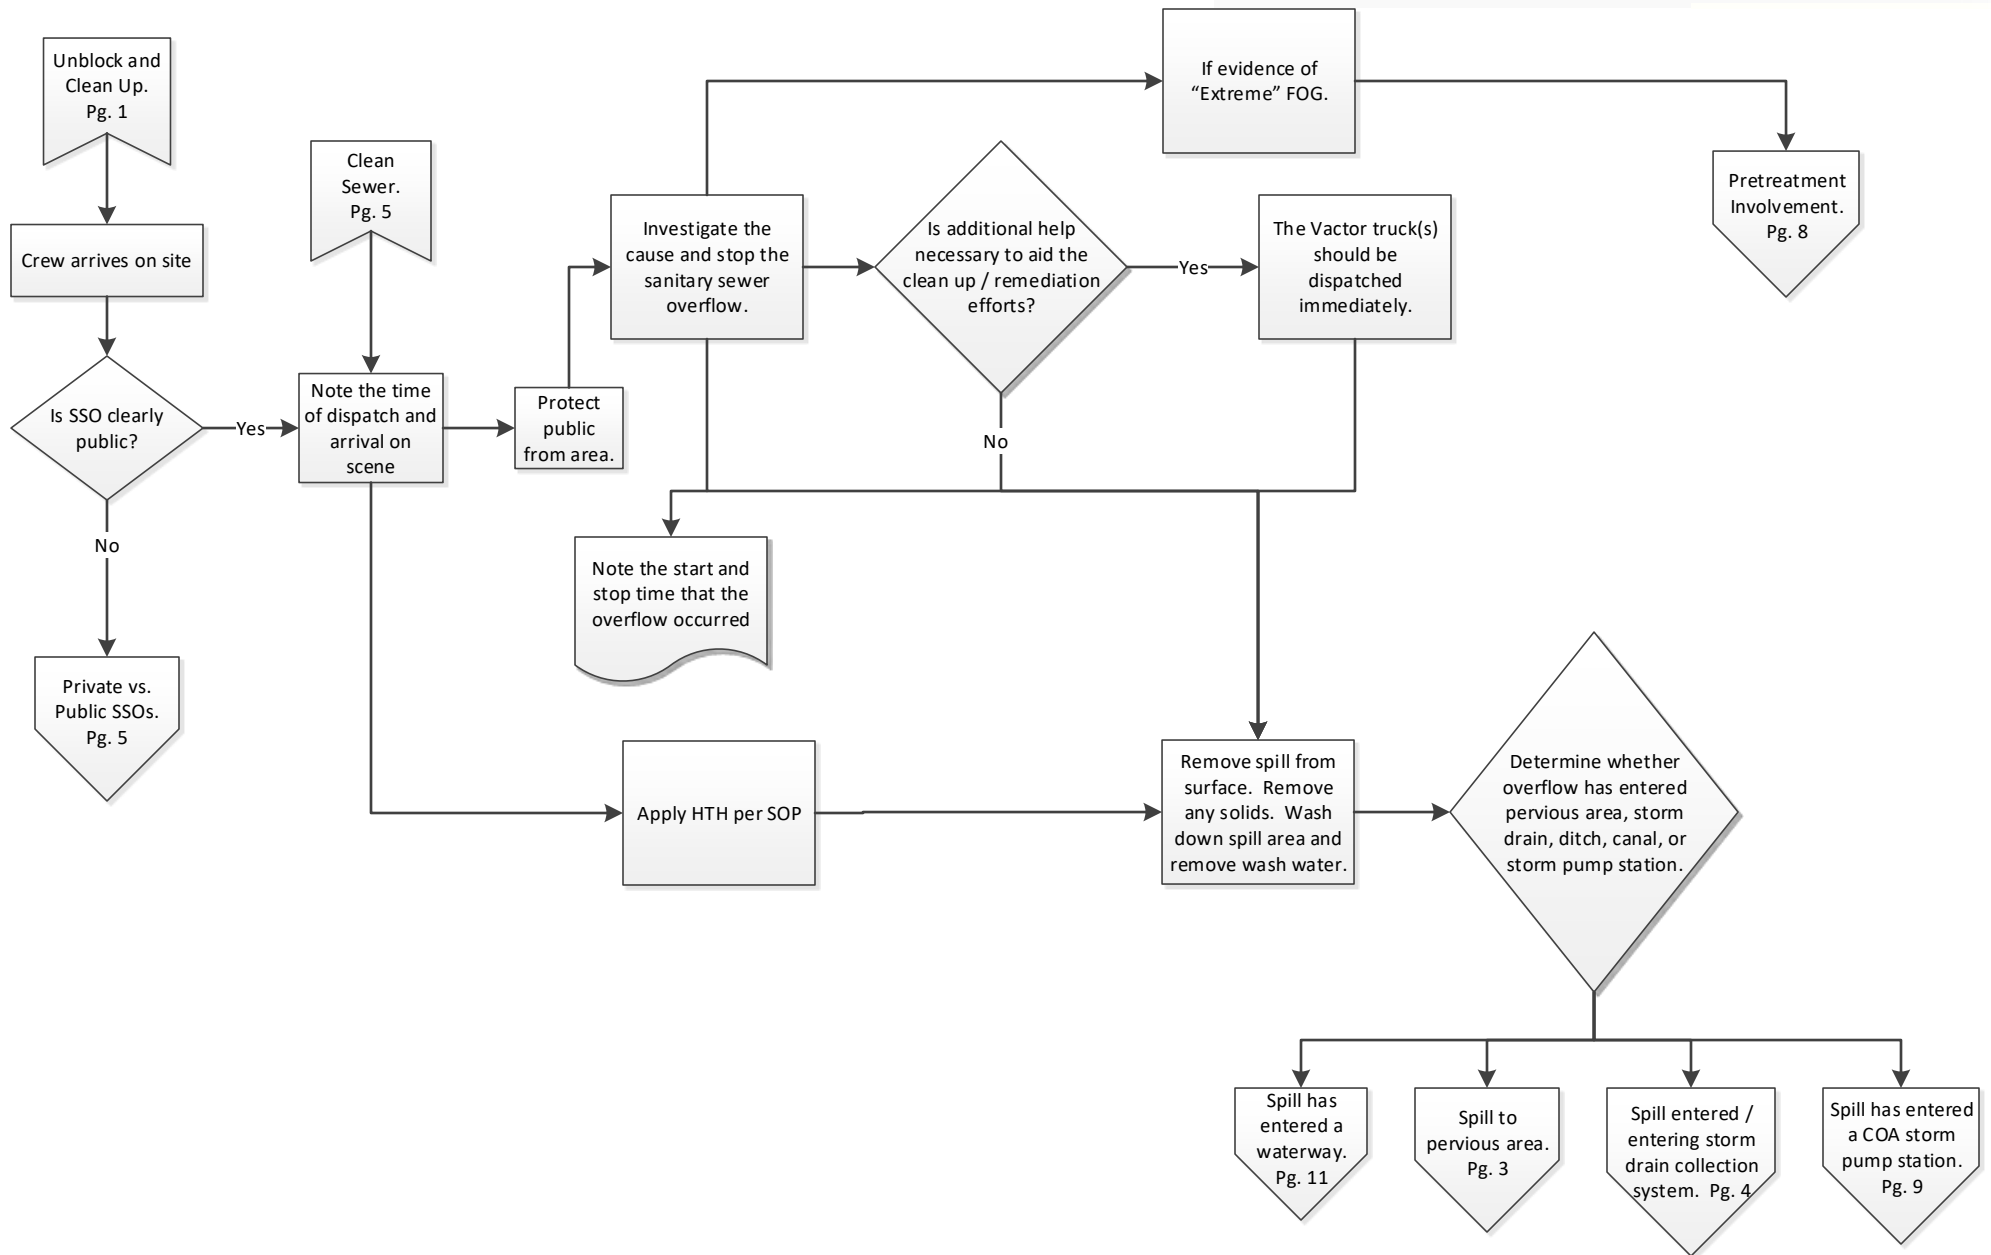 Unblock and
Clean Up.
Pg. 1
Crew arrives on site
Is SSO clearly
public?
Yes
No
Private vs.
Public SSOs.
Pg. 5
Clean
Sewer.
Pg. 5
Note the time
of dispatch and
arrival on
scene
Protect
public
from area.
Investigate the
cause and stop the
sanitary sewer
overflow.
If evidence of
“Extreme” FOG.
Pretreatment
Involvement.
Pg. 8
Is additional help
necessary to aid the
clean up / remediation
efforts?
Yes
No
The Vactor truck(s)
should be
dispatched
immediately.
Note the start and
stop time that the
overflow occurred
Apply HTH per SOP
Remove spill from
surface.  Remove
any solids.  Wash
down spill area and
remove wash water.
Determine whether
overflow has entered
pervious area, storm
drain, ditch, canal, or
storm pump station.
Spill has
entered a
waterway.
Pg. 11
Spill to
pervious area.
Pg. 3
Spill entered /
entering storm
drain collection
system.  Pg. 4
Spill has entered
a COA storm
pump station.
Pg. 9